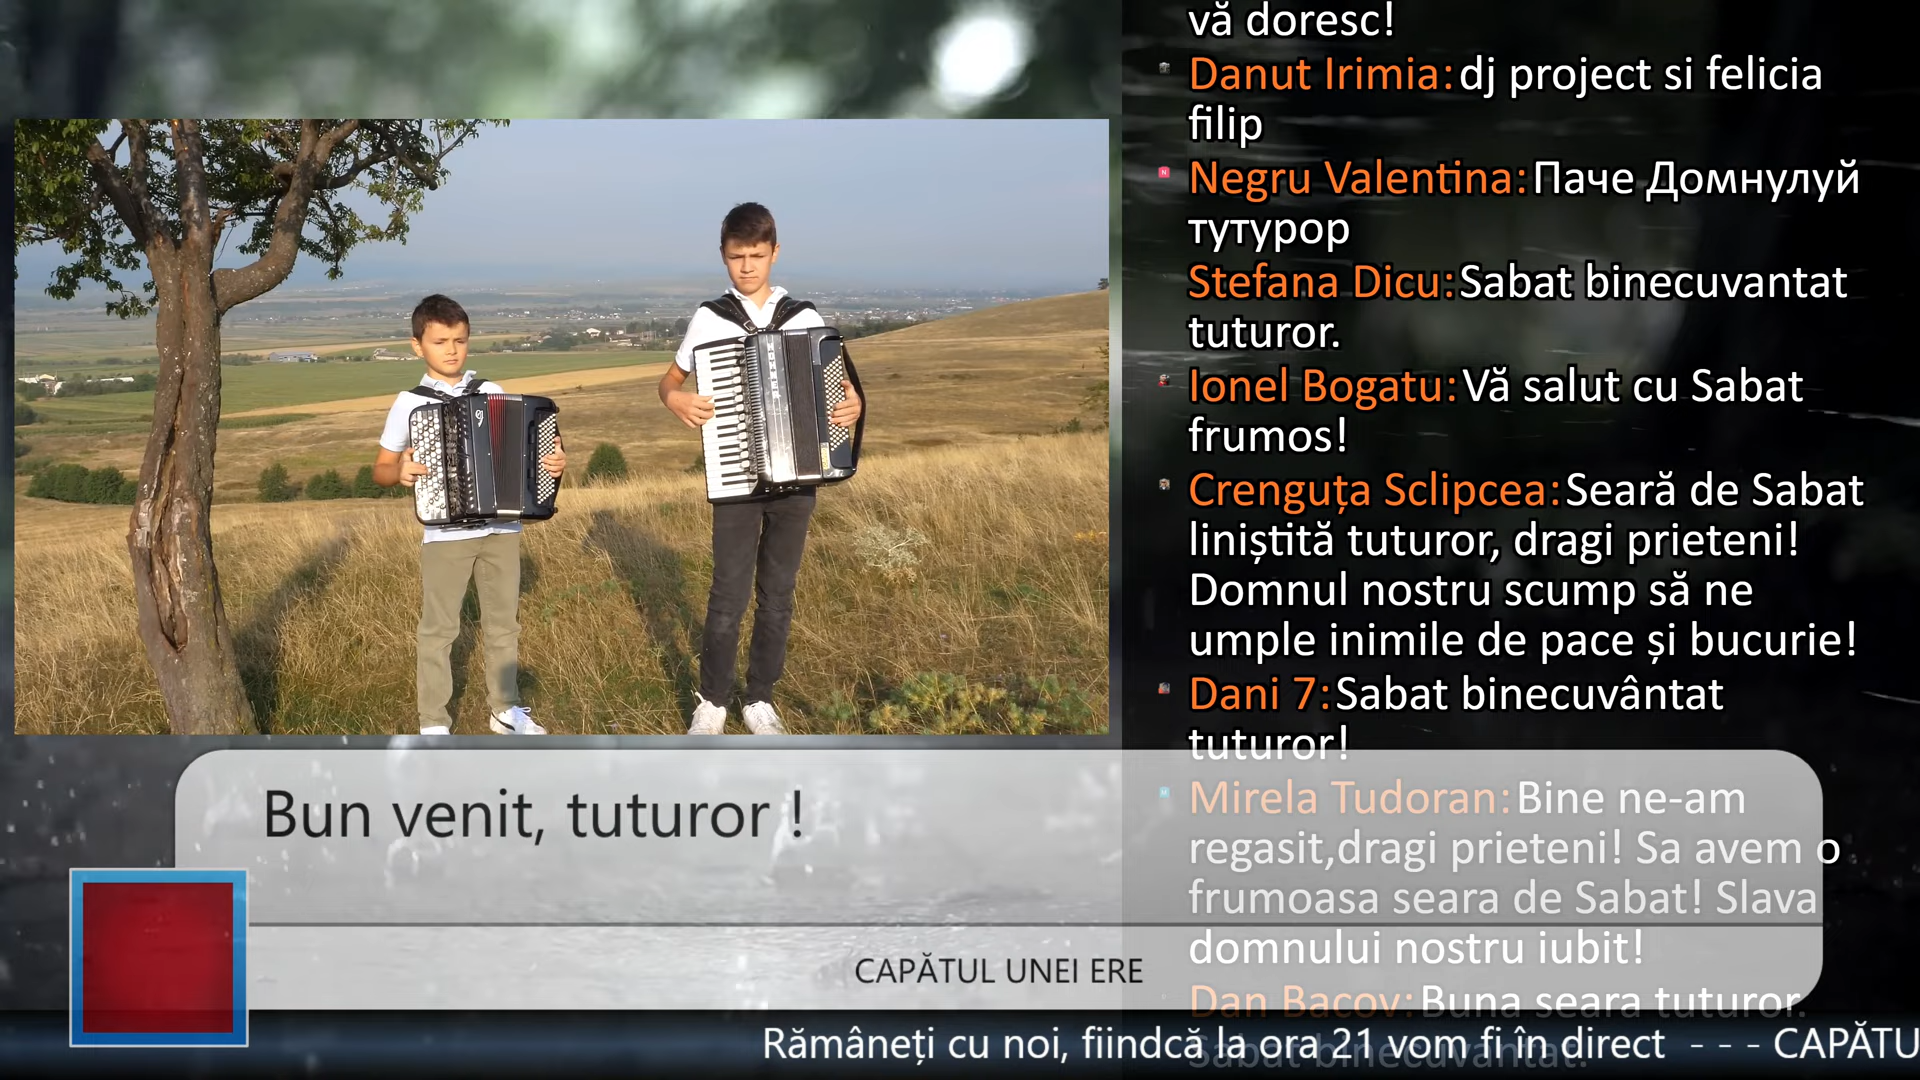 vă doresc!
Danut Irimia: dj project si felicia
filip
Negru Valentina: Паче Домнулуй
тутурор
Stefana Dicu: Sabat binecuvantat
tuturor.
Ionel Bogatu: Vă salut cu Sabat
frumos!
Crenguța Sclipcea: Seară de Sabat
liniștită tuturor, dragi prieteni!
Domnul nostru scump să ne
umple inimile de pace și bucurie!
Dani 7: Sabat binecuvântat
tuturor!
Mirela Tudoran: Bine ne-am
regasit,dragi prieteni! Sa avem o
frumoasa seara de Sabat! Slava
domnului nostru iubit!
Dan Bacov: Buna seara tuturor.
Sabat binecuvantat.
Bun venit, tuturor !
CAPĂTUL UNEI ERE
Rămâneți cu noi, fiindcă la ora 21 vom fi în direct - - - CAPĂTU